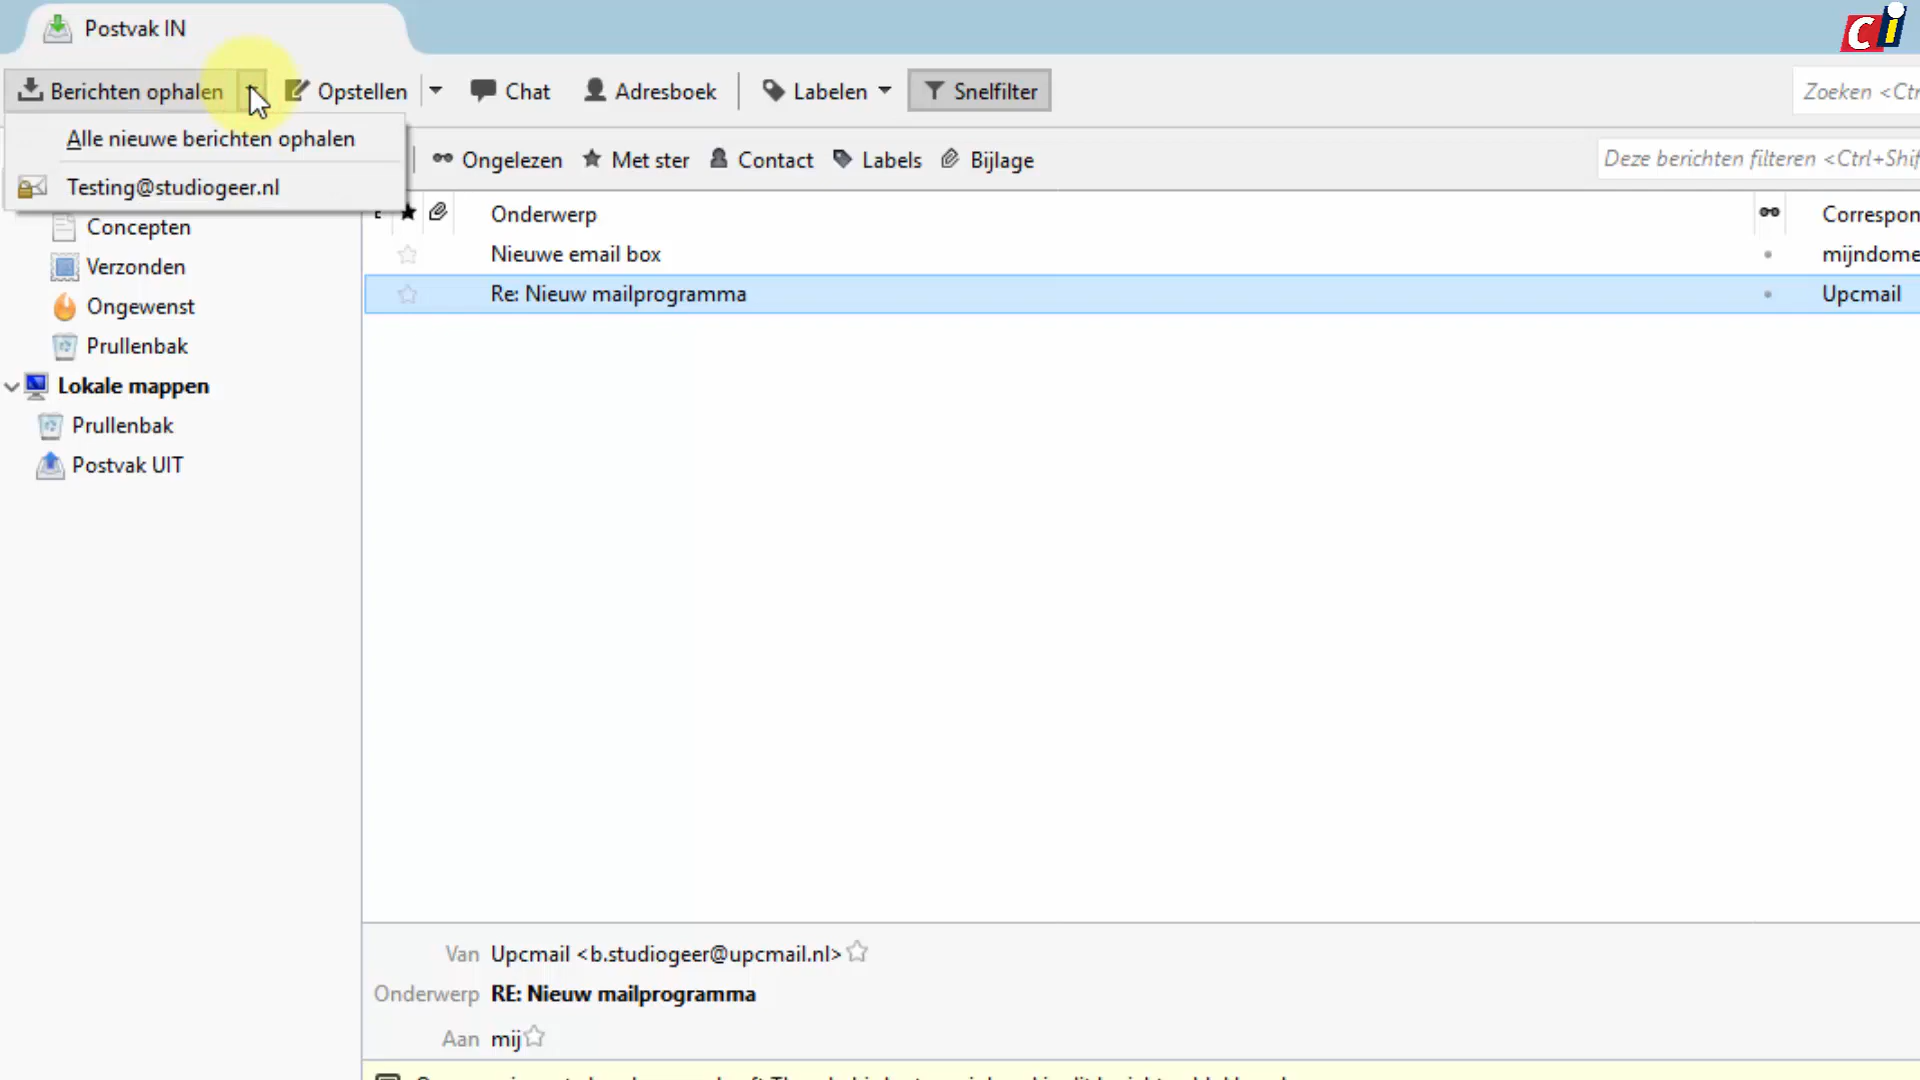 Postvak IN
Ci
Berichten ophalen Opstellen Chat Adresboek Labelen Snelfilter Zoeken <Ctr
Alle nieuwe berichten ophalen
Ongelezen Met ster Contact Labels Bijlage Deze berichten filteren <Ctrl+Shif
Testing@studiogeer.nl
Onderwerp Correspon
Concepten
Nieuwe email box mijndome
Verzonden
Re: Nieuw mailprogramma Upcmail
Ongewenst
Prullenbak
Lokale mappen
Prullenbak
Postvak UIT
Van Upcmail <b.studiogeer@upcmail.nl>
Onderwerp RE: Nieuw mailprogramma
Aan mij